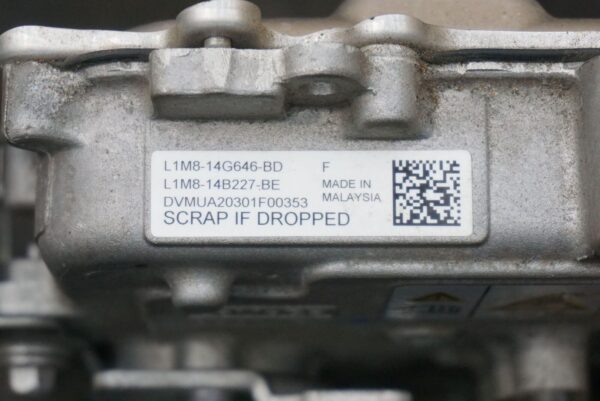 L1M8-14G646-BD F
L1M8-14B227-BE MADE IN
DVMUA20301F00353 MALAYSIA
SCRAP IF DROPPED